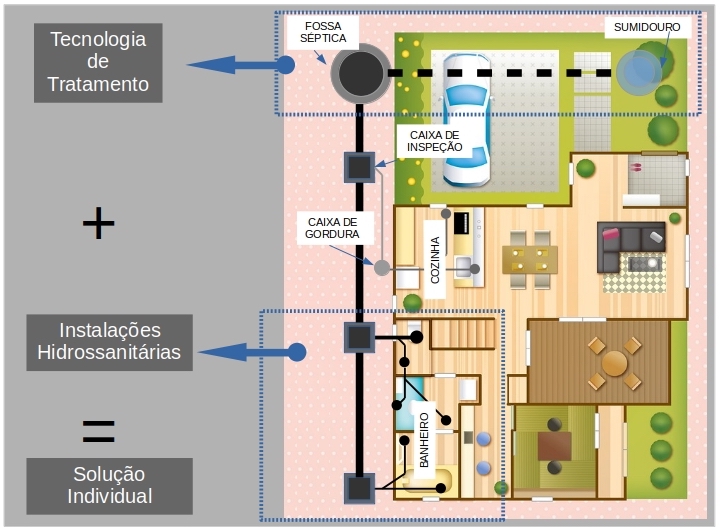 Tecnologia
de
Tratamento
+
Instalações
Hidrossanitárias
=
Solução
Individual
FOSSA
SÉPTICA
SUMIDOURO
CAIXA DE
INSPEÇÃO
CAIXA DE
GORDURA
COZINHA
BANHEIRO